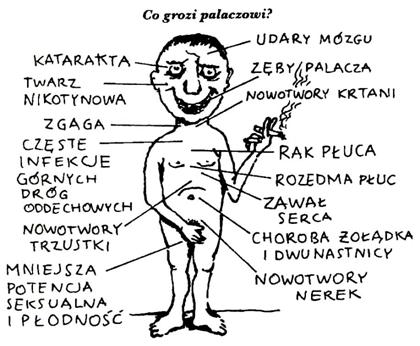 Co grozi palaczowi?
KATARAKTA
TWARZ
NIKOTYNOWA
ZGAGA
CZĘSTE
INFEKCJE
GÓRNYCH
DRÓG
ODDECHOWYCH
NOWOTWORY
TRZUSTKI
MNIEJSZA
POTENCJA
SEKSUALNA
I PŁODNOŚĆ
UDARY MÓZGU
ZĘBY PALACZA
NOWOTWORY KRTANI
RAK PŁUCA
ROZEDMA PŁUC
ZAWAŁ
SERCA
CHOROBA ŻOŁĄDKA
I DWUNASTNICY
NOWOTWORY
NEREK